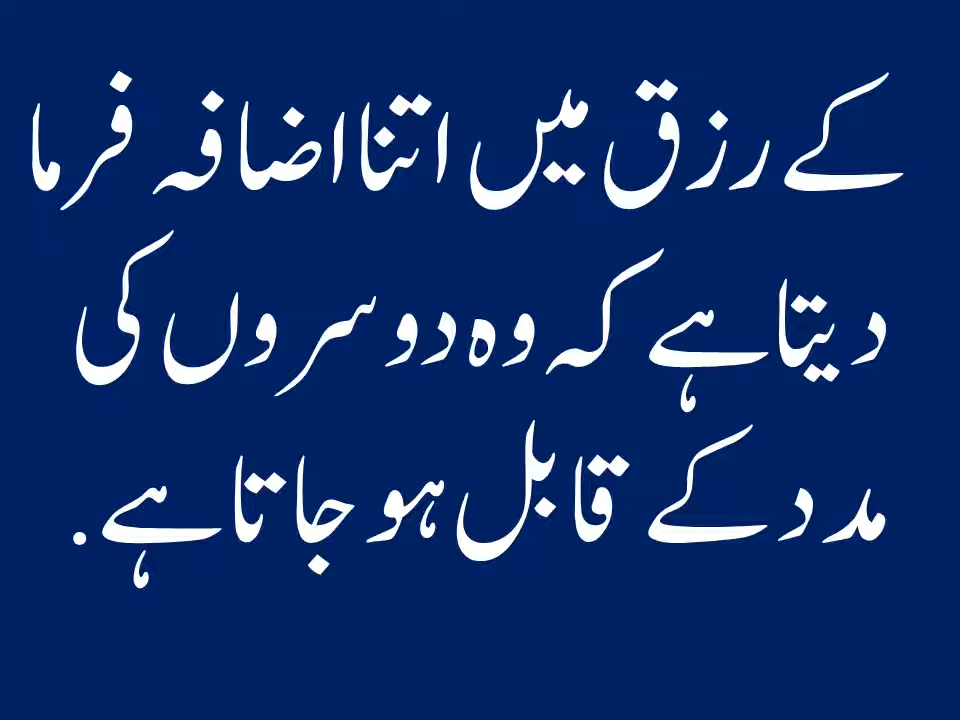 کے رزق میں اتنا اضافہ فرما
دیتا ہے کہ وہ دوسروں کی
مدد کے قابل ہو جاتا ہے.